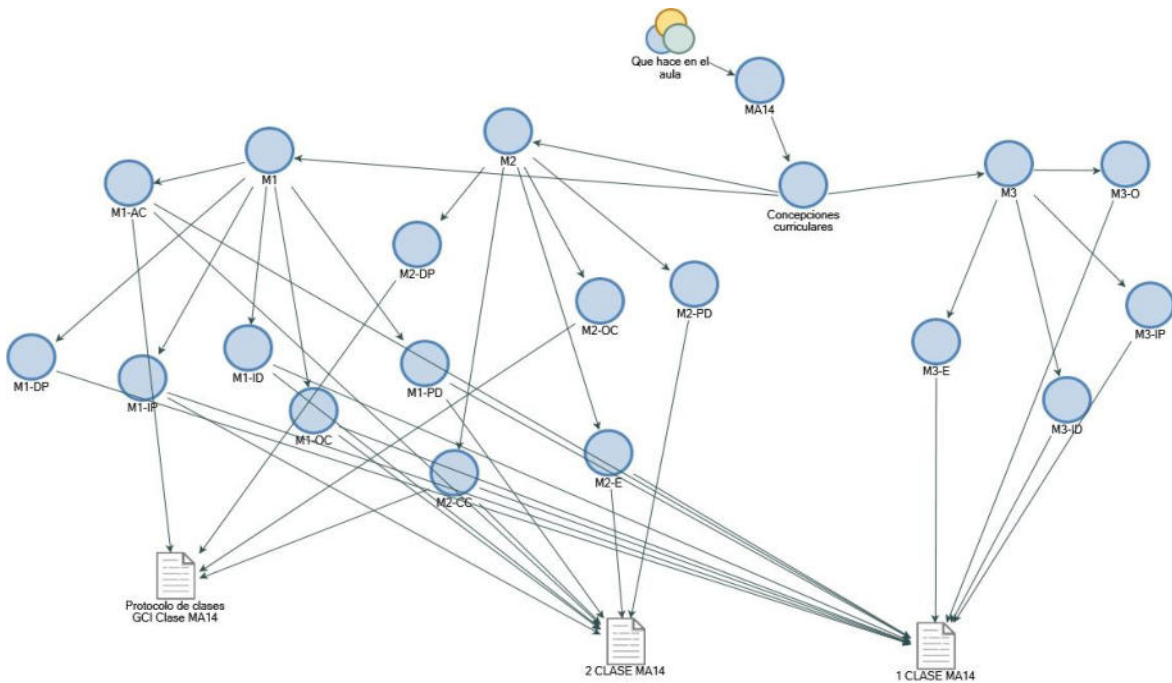 Que hace en el
aula
MA14
M1
M2
M3
M3-O
M1-AC
Concepciones
curriculares
M2-DP
M2-OC
M2-PD
M3-IP
M1-DP
M1-IP
M1-ID
M1-PD
M3-E
M1-OC
M3-ID
M2-CC
M2-E
Protocolo de clases
GCI Clase MA14
2 CLASE MA14
1 CLASE MA14